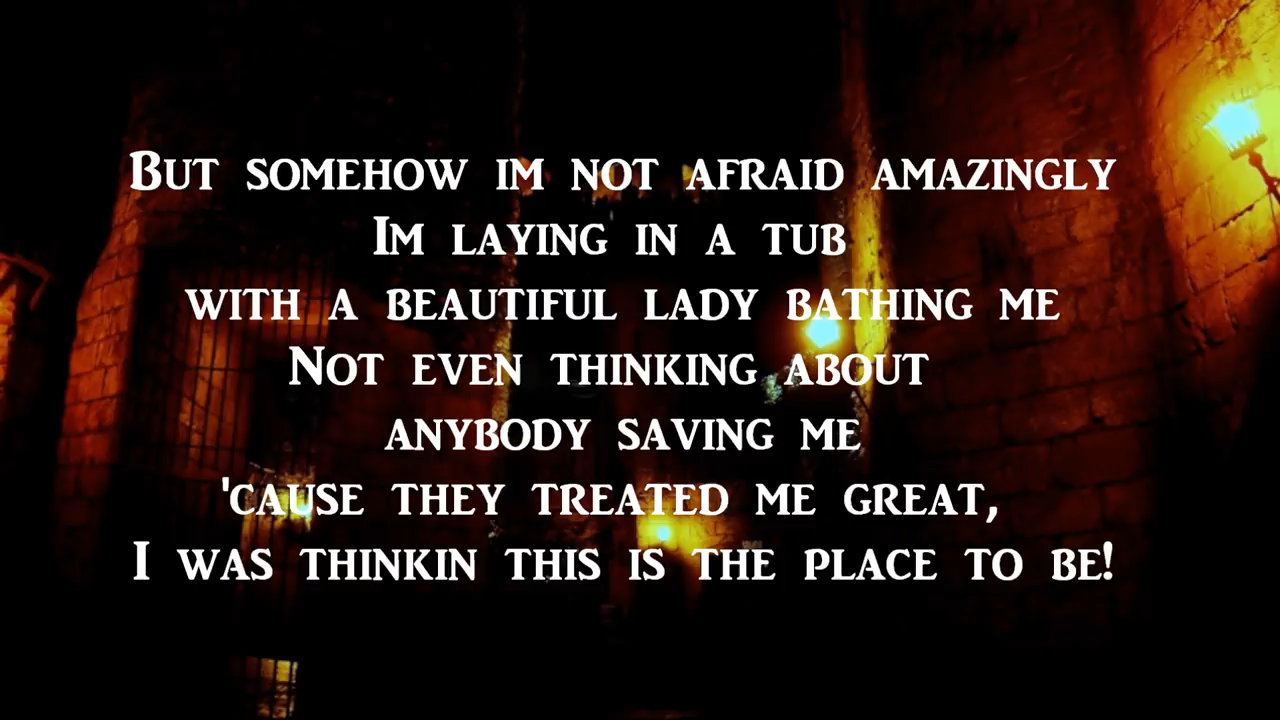 But somehow im not afraid amazingly
Im laying in a tub
with a beautiful lady bathing me
Not even thinking about
anybody saving me
'cause they treated me great,
I was thinkin this is the place to be!